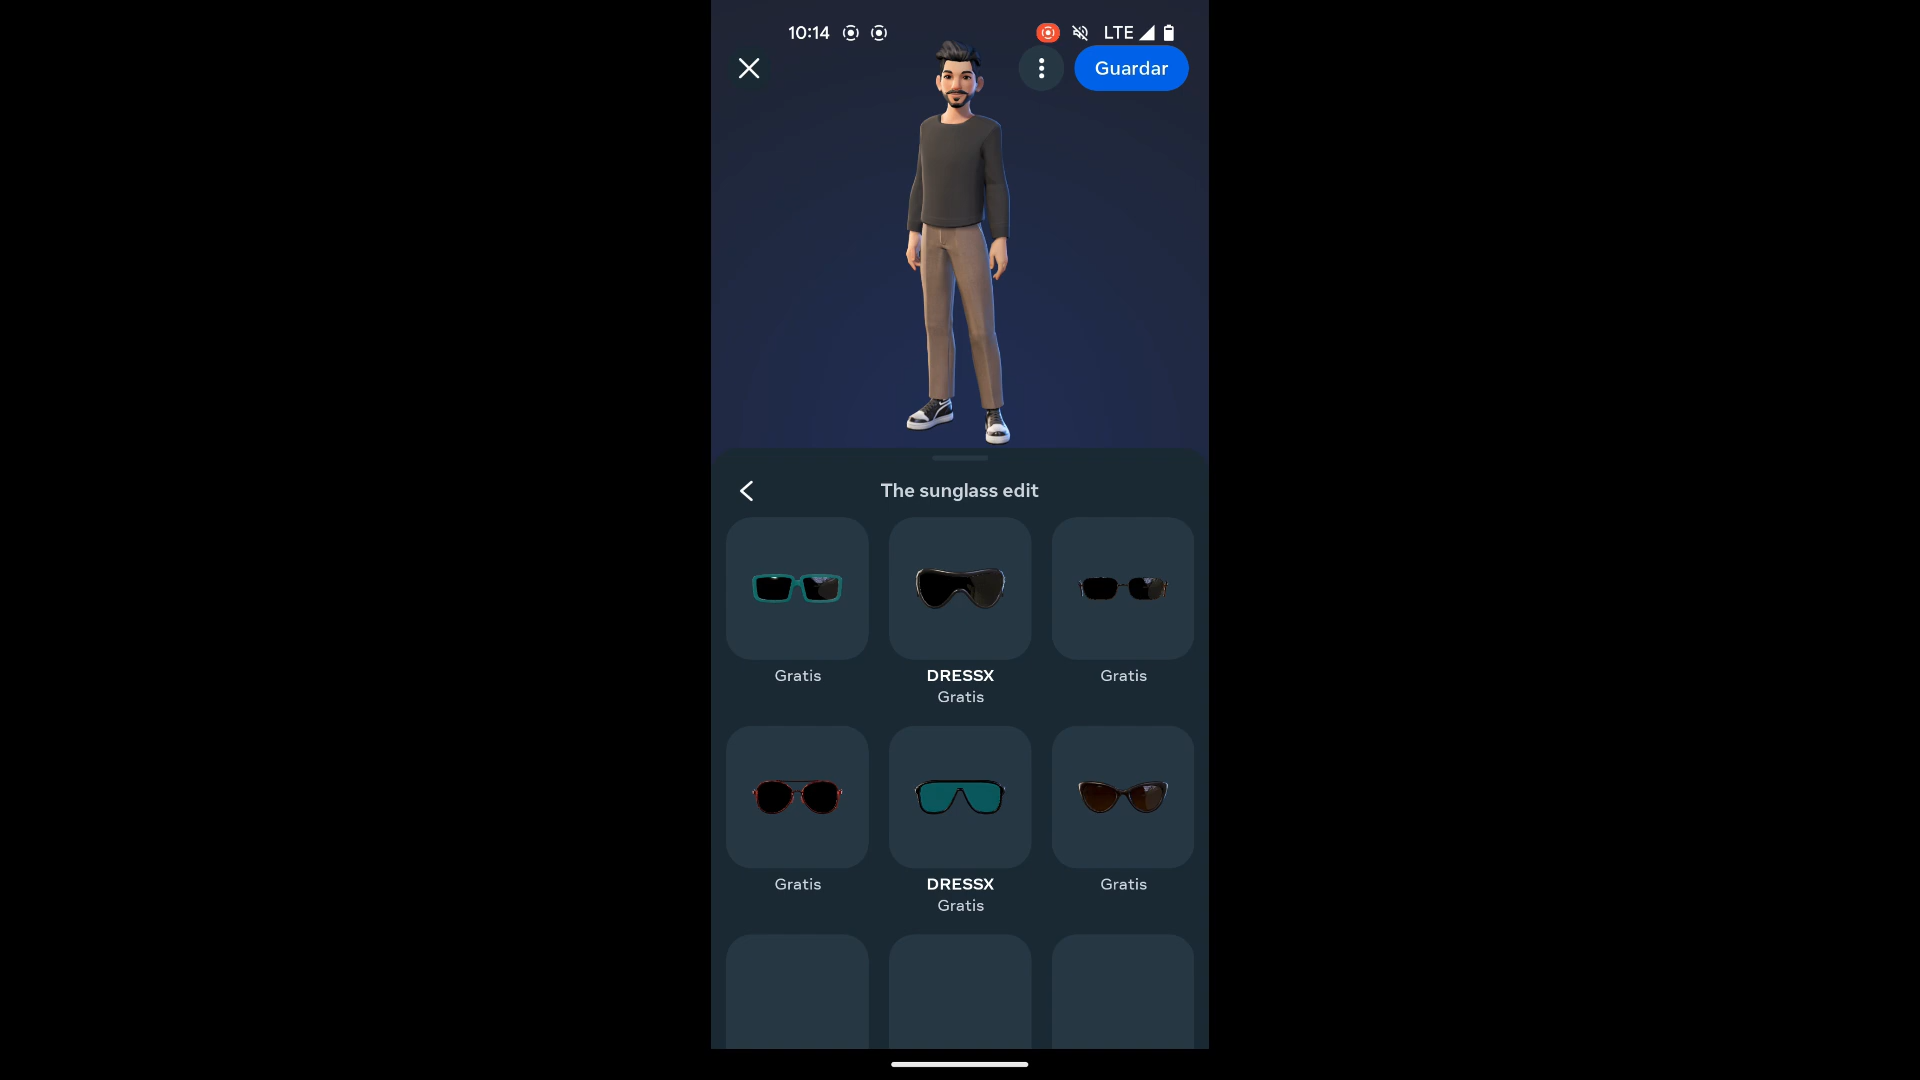 10:14
LTE
Guardar
The sunglass edit
Gratis
DRESSX
Gratis
Gratis
Gratis
DRESSX
Gratis
Gratis